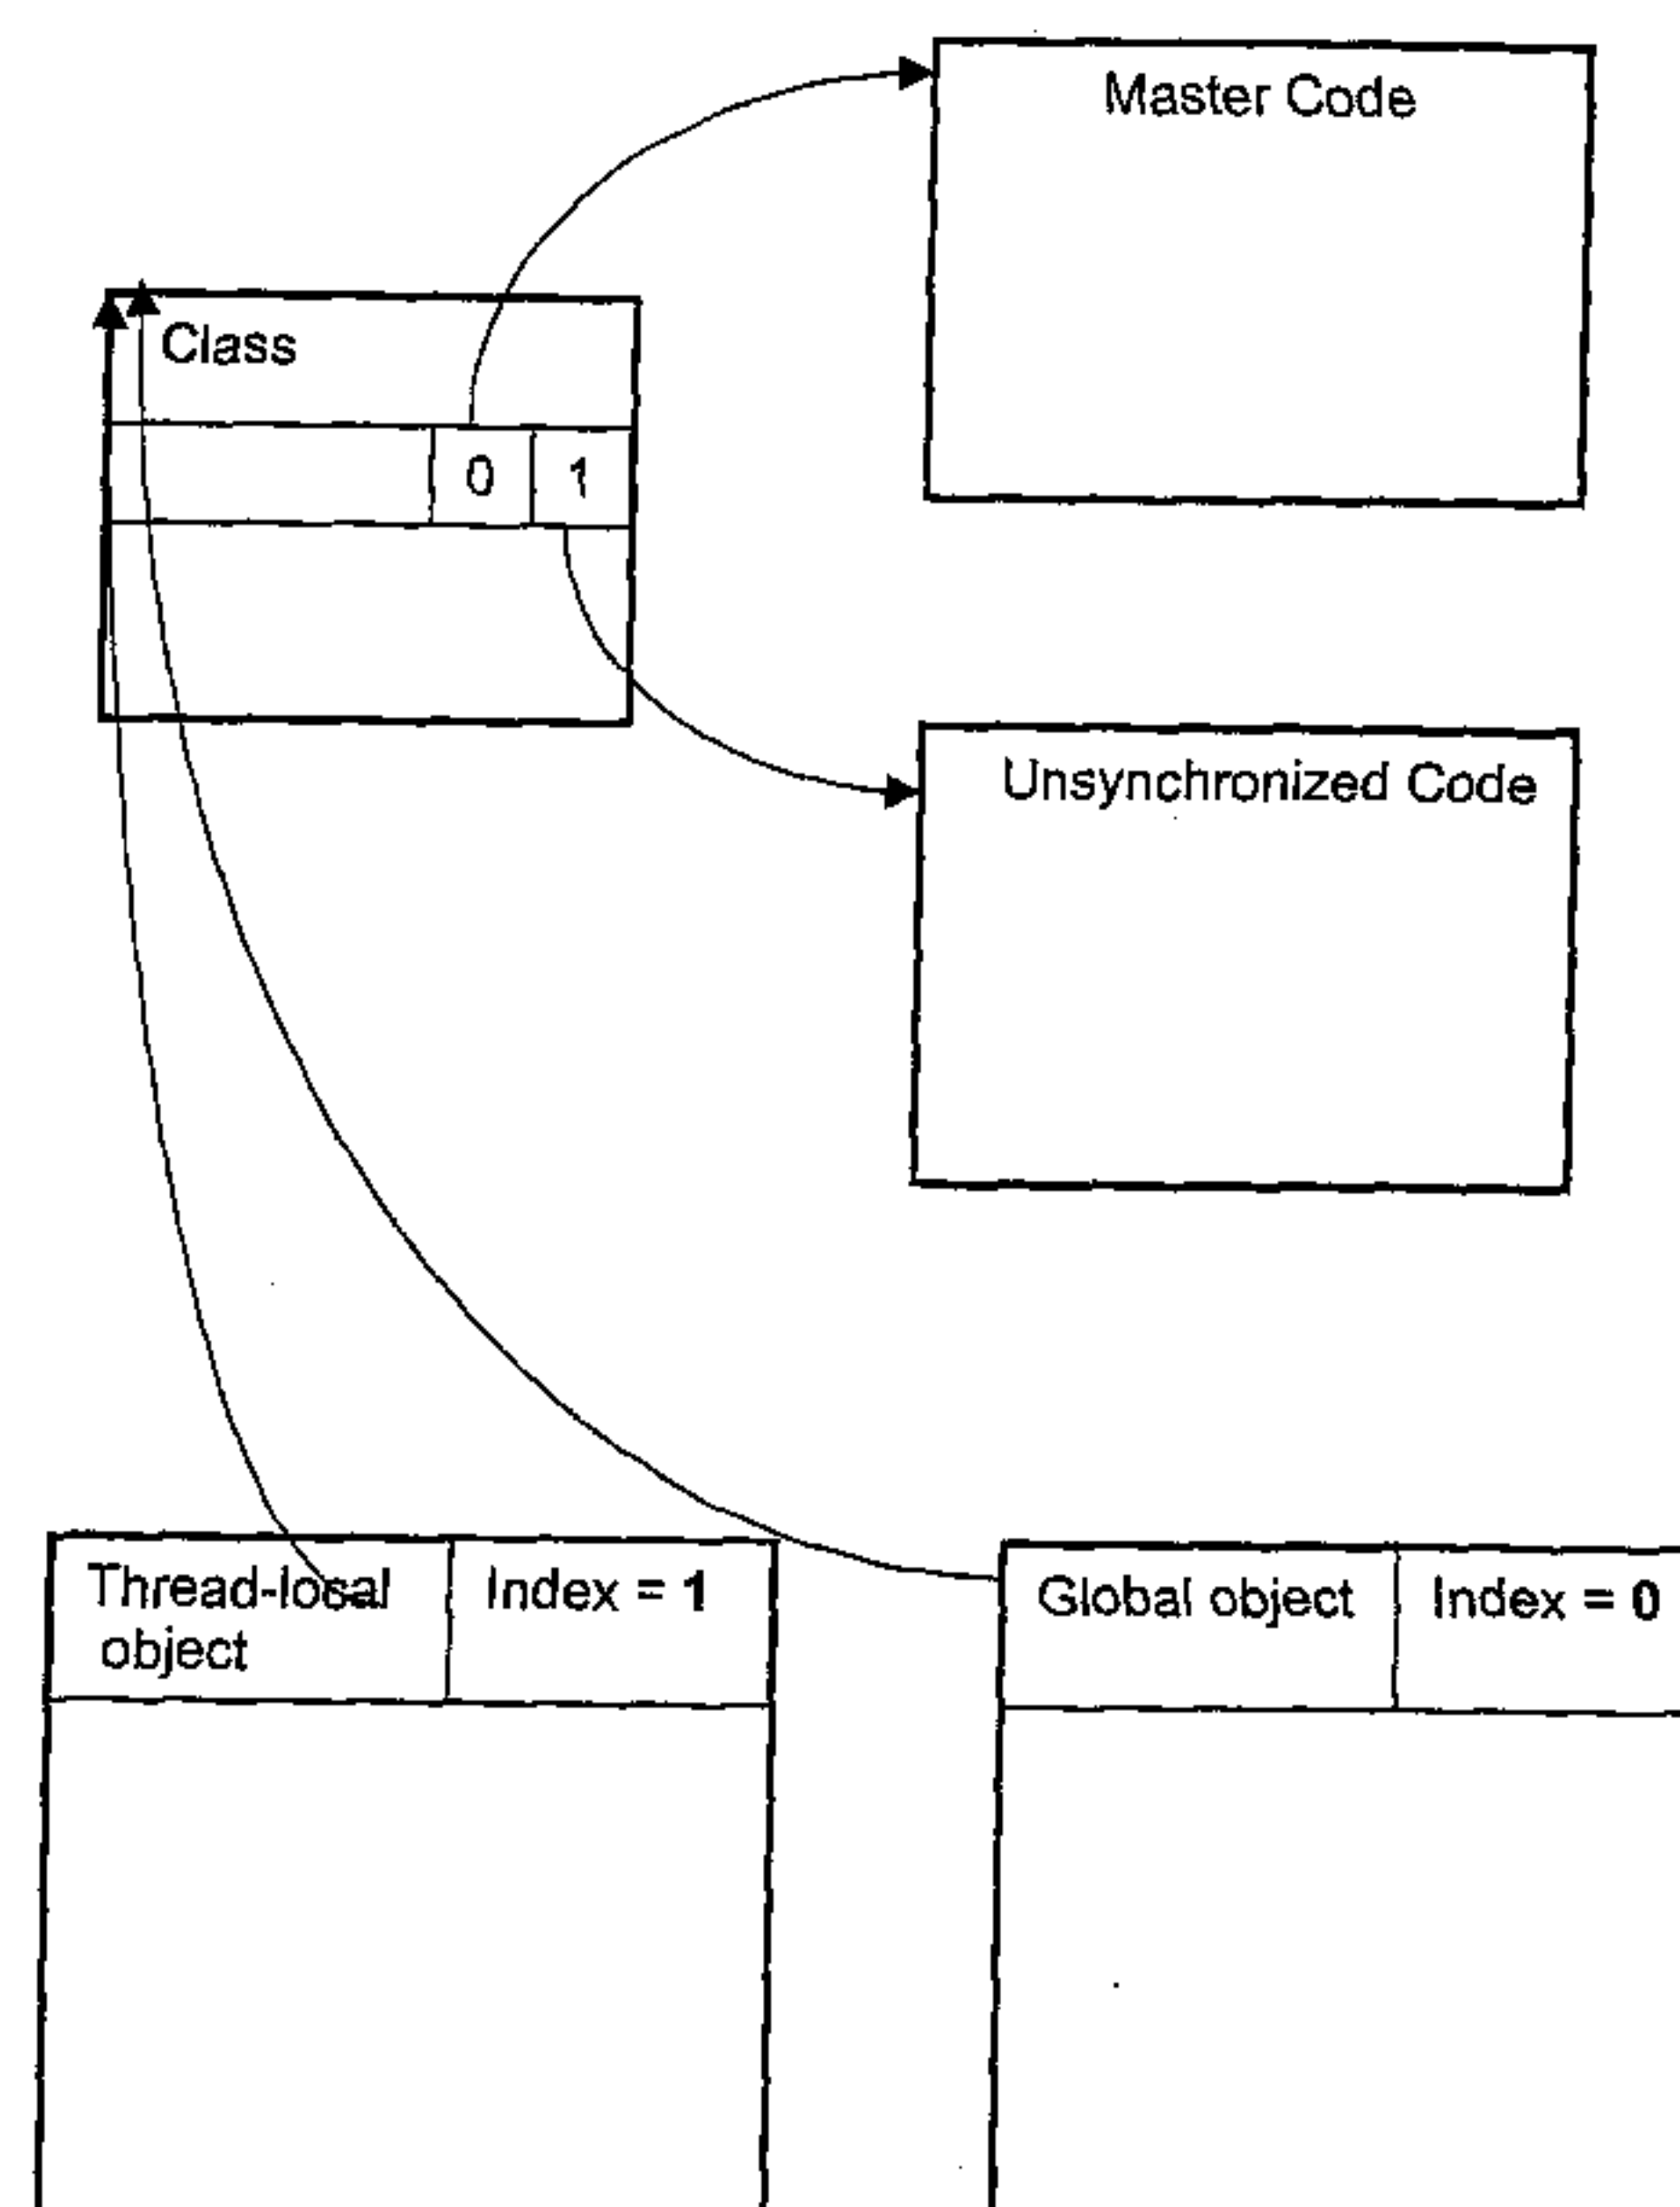 Master Code
Class
0
1
Unsynchronized Code
Thread-local
object
Index = 1
Global object
Index = 0